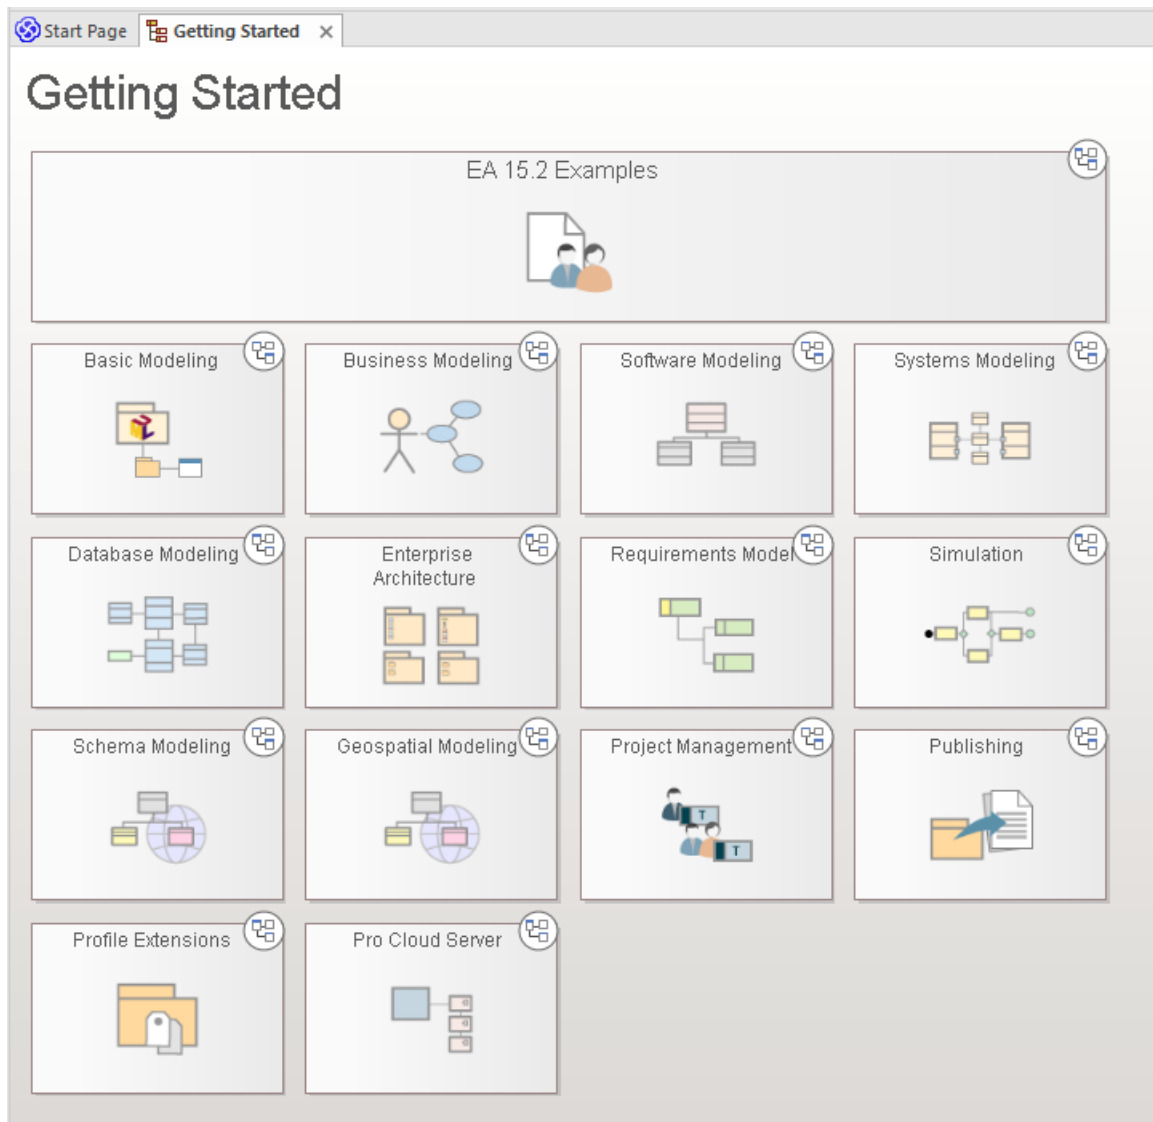 Start Page
Getting Started
Getting Started
EA 15.2 Examples
Basic Modeling
Business Modeling
Software Modeling
Systems Modeling
Database Modeling
Enterprise
Architecture
Requirements Model
Simulation
Schema Modeling
Geospatial Modeling
Project Management
T
T
Publishing
Profile Extensions
Pro Cloud Server